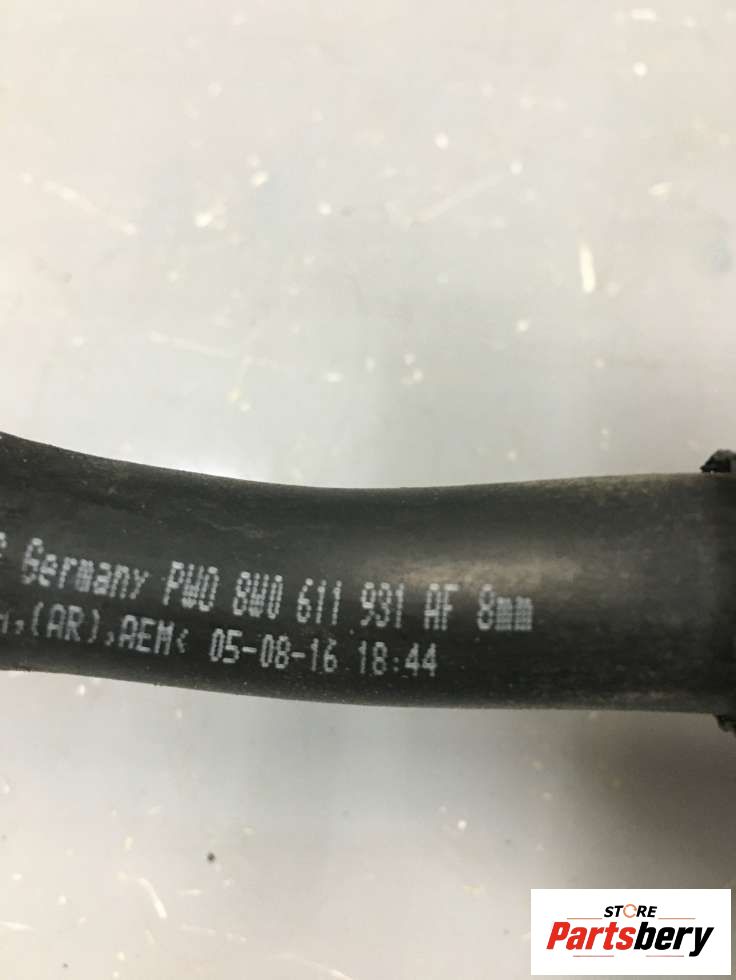 Germany PWO 8W0 611 931 AF 8mm
,(AR),AEM< 05-08-16 18:44
STORE
Partsbery